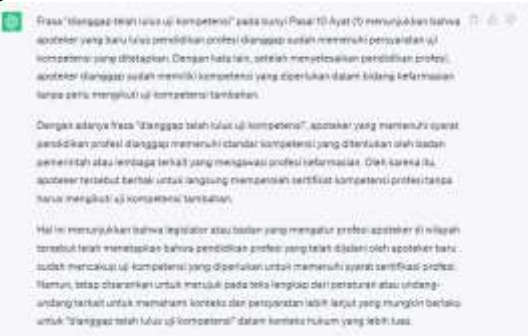 Frasa "dianggap telah lulus uji kompetensi" pada bunyi Pasal 10 Ayat (1) menunjukkan bahwa
apoteker yang baru lulus pendidikan profesi dianggap sudah memenuhi persyaratan uji
kompetensi yang ditetapkan. Dengan kata lain, setelah menyelesaikan pendidikan profesi,
apoteker dianggap sudah memiliki kompetensi yang diperlukan dalam bidang kefarmasian
tanpa perlu mengikuti uji kompetensi tambahan.
Dengan adanya frasa "dianggap telah lulus uji kompetensi", apoteker yang memenuhi syarat
pendidikan profesi dianggap memenuhi standar kompetensi yang ditentukan oleh badan
pemerintah atau lembaga terkait yang mengawasi profesi kefarmasian. Oleh karena itu,
apoteker tersebut berhak untuk langsung memperoleh sertifikat kompetensi profesi tanpa
harus mengikuti uji kompetensi tambahan.
Hal ini menunjukkan bahwa legislator atau badan yang mengatur profesi apoteker di wilayah
tersebut telah menetapkan bahwa pendidikan profesi yang telah dijalani oleh apoteker baru
sudah mencakup uji kompetensi yang diperlukan untuk memenuhi syarat sertifikasi profesi.
Namun, tetap disarankan untuk merujuk pada teks lengkap dari peraturan atau undang-
undang terkait untuk memahami konteks dan persyaratan lebih lanjut yang mungkin berlaku
untuk "dianggap telah lulus uji kompetensi" dalam konteks hukum yang lebih luas.